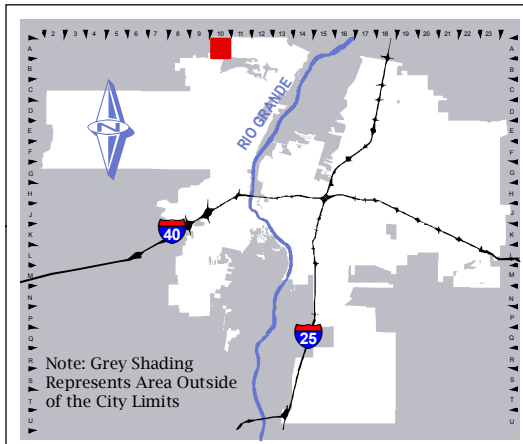 2 3 4 5 6 7 8 9 10 11 12 13 14 15 16 17 18 19 20 21 22 23
A A
B B
C C
D D
E E
F F
G G
H H
J J
K K
L L
M M
N N
P P
Q Q
R R
S S
T T
U U
N
RIO GRANDE
40
25
Note: Grey Shading
Represents Area Outside
of the City Limits